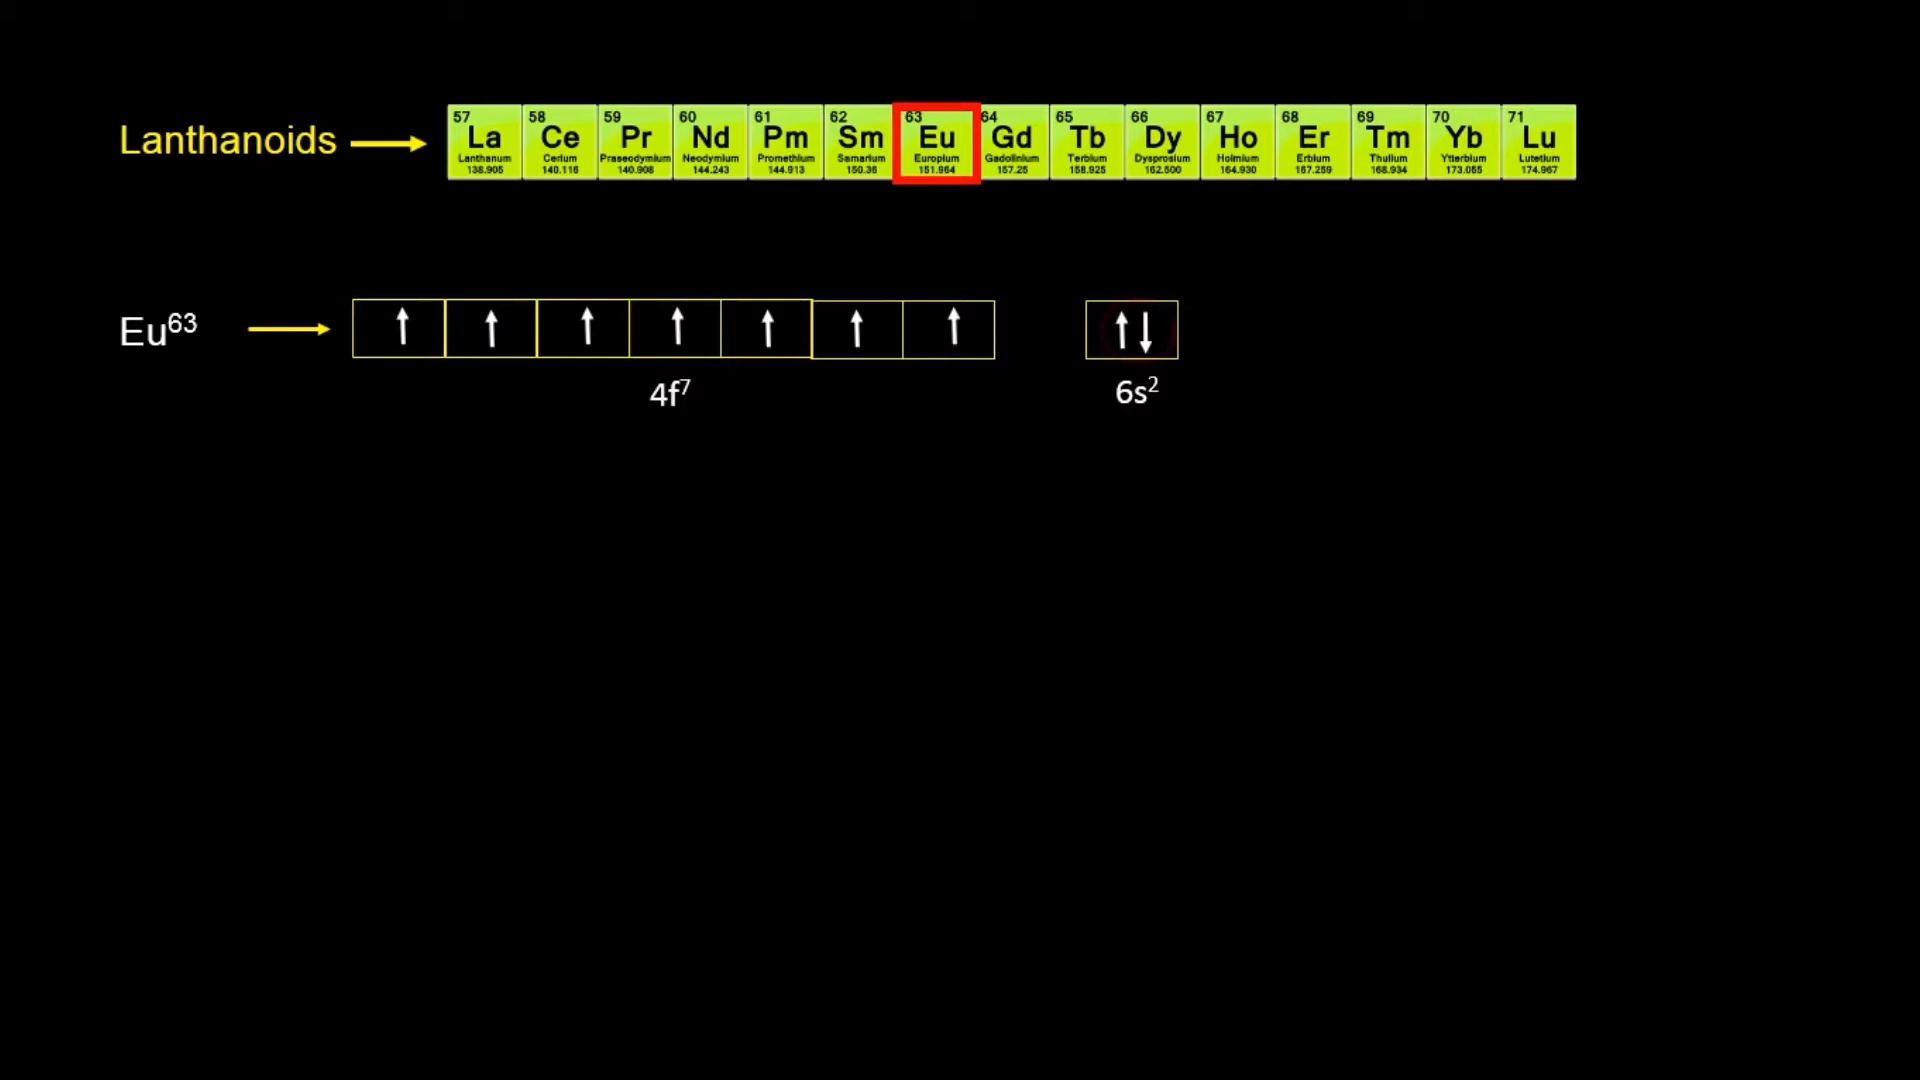 Lanthanoids
57 58 59 60 61 62 63 64 65 66 67 68 69 70 71
La Ce Pr Nd Pm Sm Eu Gd Tb Dy Ho Er Tm Yb Lu
Lanthanum Cerium Praseodymium Neodymium Promethium Samarium Europium Gadolinium Terbium Dysprosium Holmium Erbium Thulium Ytterbium Lutetium
138.905 140.116 140.908 144.243 144.913 150.36 151.964 157.25 158.925 162.500 164.930 167.259 168.934 173.055 174.967
Eu⁶³
4f⁷ 6s²